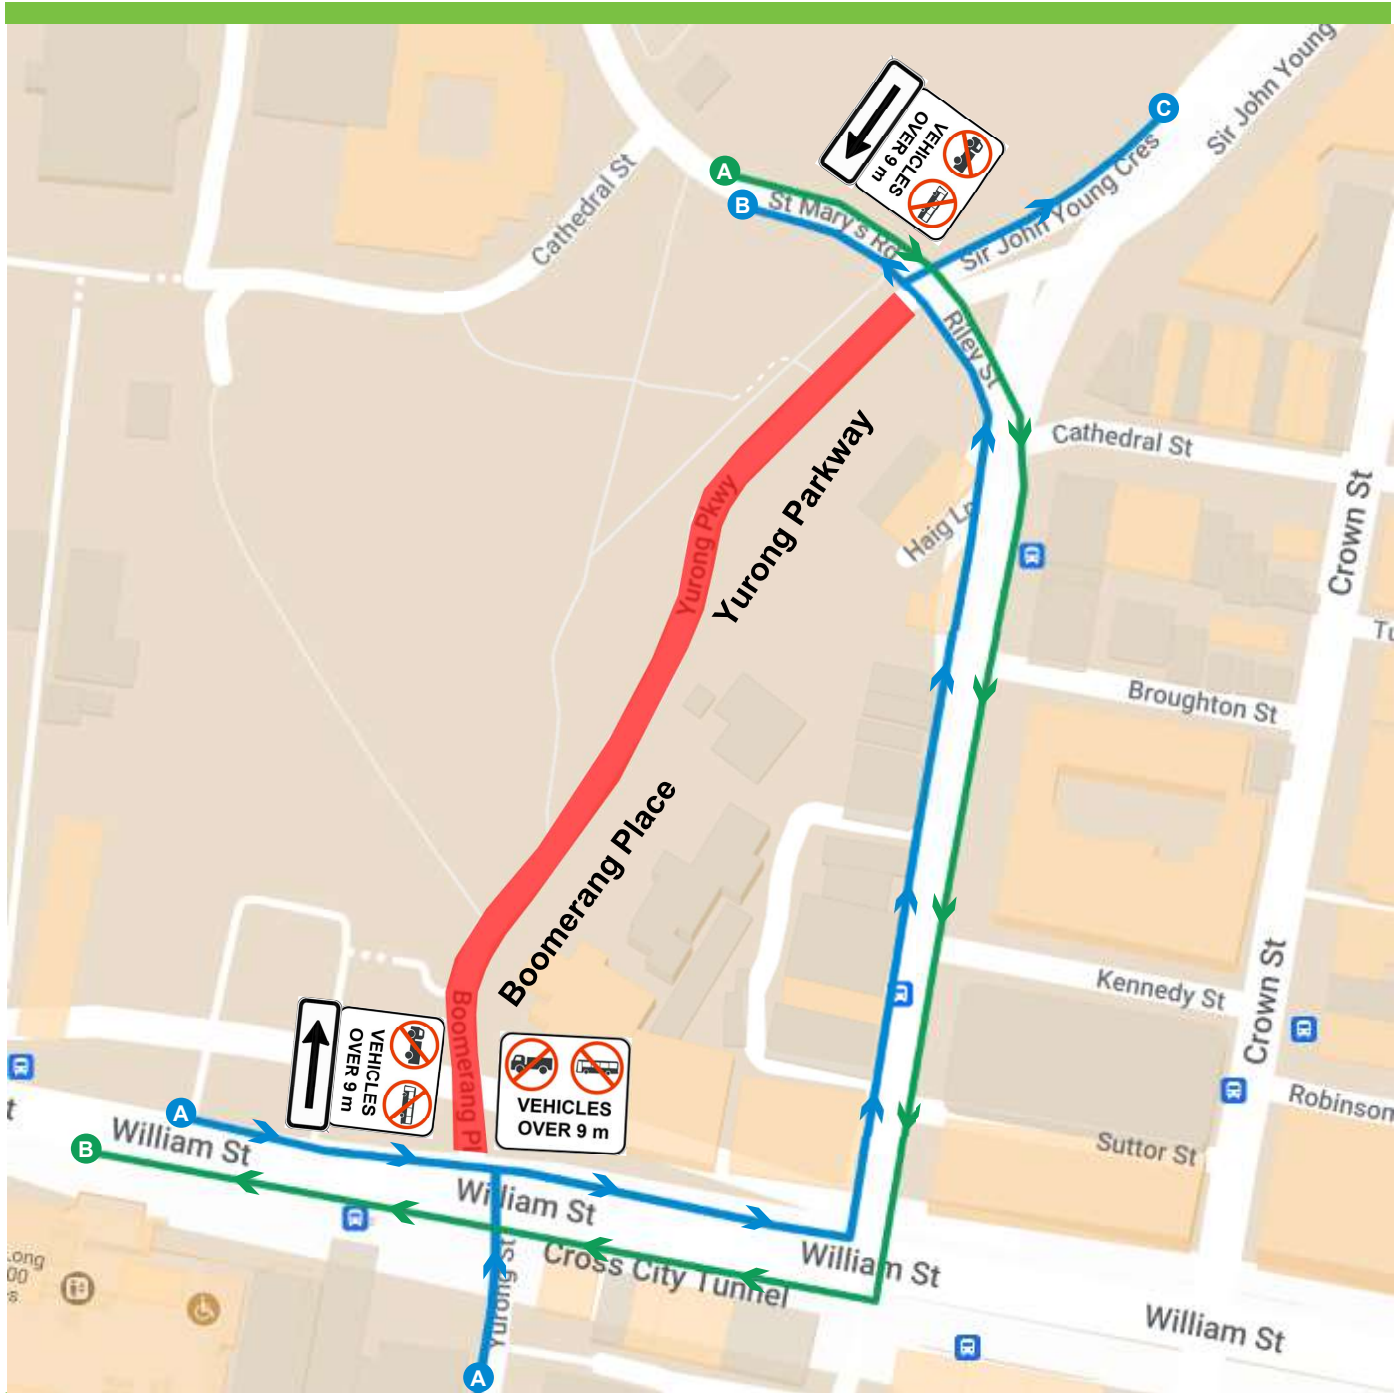 Sir John Young
C
VEHICLES
OVER 9 m
A
B
St Mary's Rd
Sir John Young Cres
Cathedral St
Riley St
Cathedral St
Crown St
Yurong Pkwy
Yurong Parkway
Haig Ln
Tu
Broughton St
Boomerang Place
Kennedy St
Crown St
Boomerang Pl
VEHICLES
OVER 9 m
VEHICLES
OVER 9 m
Robinson
t
A
William St
B
Suttor St
William St
William St
Cross City Tunnel
Yurong St
Long
00
s
William St
A